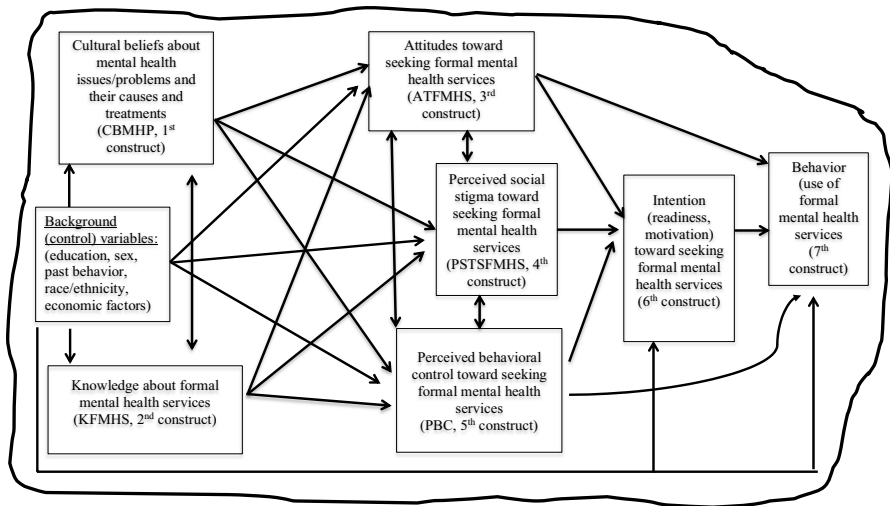 Cultural beliefs about
mental health
issues/problems and
their causes and
treatments
(CBMHP, 1st
construct)
Background
(control) variables:
(education, sex,
past behavior,
race/ethnicity,
economic factors)
Knowledge about formal
mental health services
(KFMHS, 2nd construct)
Attitudes toward
seeking formal mental
health services
(ATFMHS, 3rd
construct)
Perceived social
stigma toward
seeking formal
mental health
services
(PSTSFMHS, 4th
construct)
Perceived behavioral
control toward seeking
formal mental health
services
(PBC, 5th construct)
Intention
(readiness,
motivation)
toward seeking
formal mental
health services
(6th construct)
Behavior
(use of
formal
mental health
services)
(7th
construct)